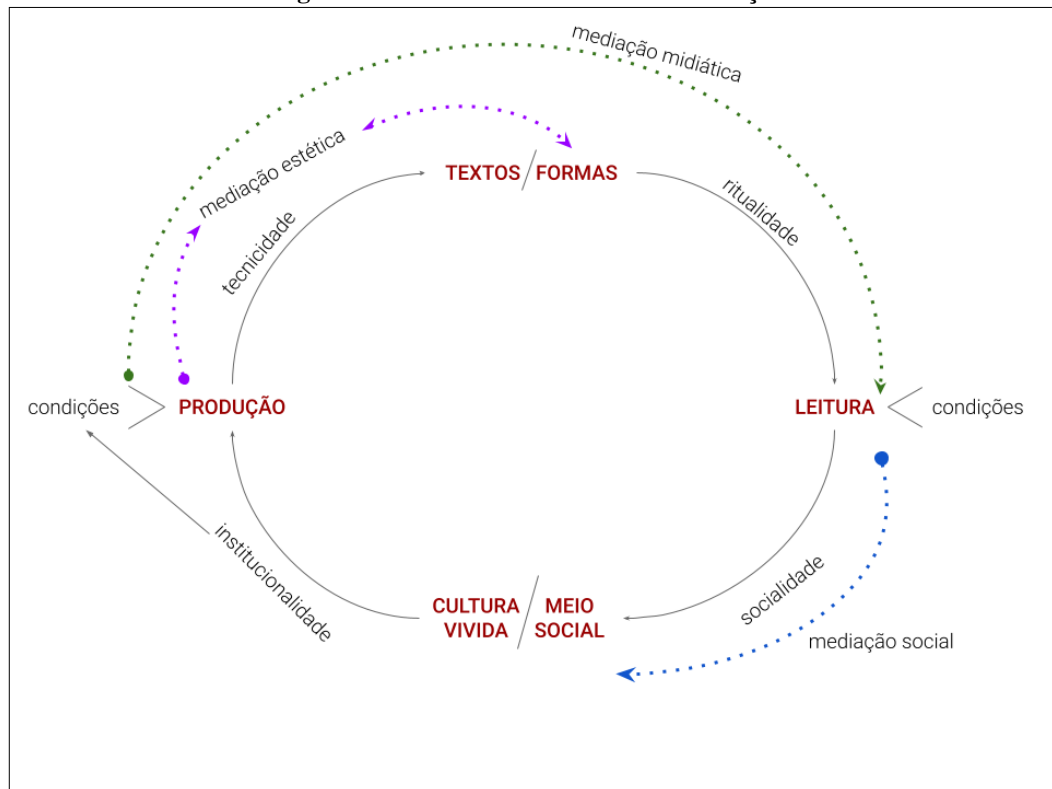 mediação midiática
mediação estética
TEXTOS / FORMAS
tecnicidade
ritualidade
condições
PRODUÇÃO
LEITURA
condições
institucionalidade
CULTURA VIVIDA / MEIO SOCIAL
socialidade
mediação social